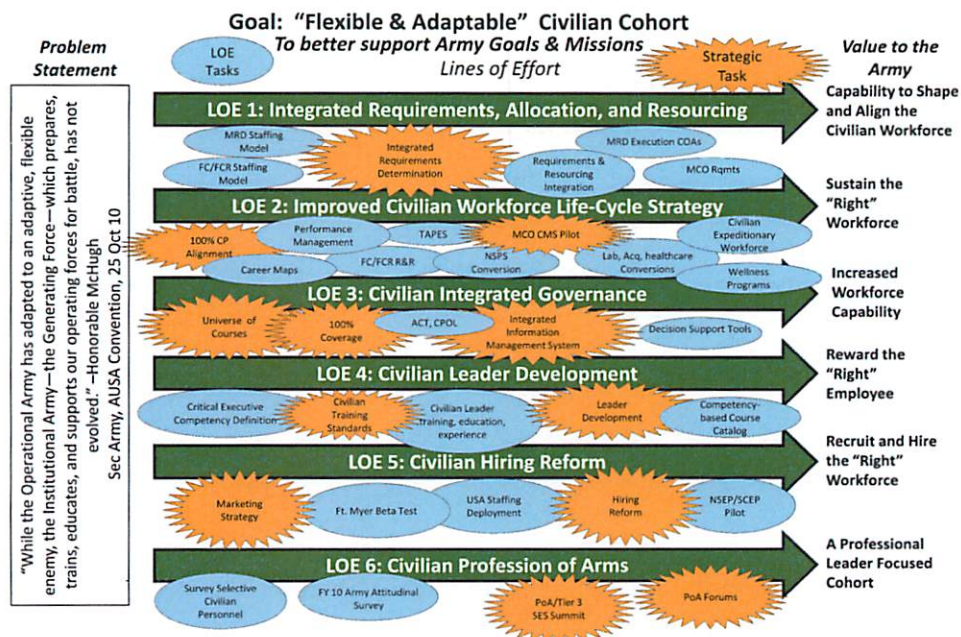 Goal: “Flexible & Adaptable” Civilian Cohort
To better support Army Goals & Missions
Lines of Effort
Problem
Statement
“While the Operational Army has adapted to an adaptive, flexible
enemy, the Institutional Army—the Generating Force—which prepares,
trains, educates, and supports our operating forces for battle, has not
evolved.” –Honorable McHugh
Sec Army, AUSA Convention, 25 Oct 10
LOE
Tasks
Strategic
Task
Value to the
Army
LOE 1: Integrated Requirements, Allocation, and Resourcing
Capability to Shape
and Align the
Civilian Workforce
MRD Staffing
Model
FC/FCR Staffing
Model
Integrated
Requirements
Determination
Requirements &
Resourcing
Integration
MRD Execution COAs
MCO Rqmts
LOE 2: Improved Civilian Workforce Life-Cycle Strategy
Sustain the
“Right”
Workforce
100% CP
Alignment
Performance
Management
TAPES
MCO CMS Pilot
Civilian
Expeditionary
Workforce
Career Maps
FC/FCR R&R
NSPS
Conversion
Lab, Acq, healthcare
Conversions
Wellness
Programs
LOE 3: Civilian Integrated Governance
Increased
Workforce
Capability
Universe of
Courses
100%
Coverage
ACT, CPOL
Integrated
Information
Management System
Decision Support Tools
LOE 4: Civilian Leader Development
Reward the
“Right”
Employee
Critical Executive
Competency Definition
Civilian
Training
Standards
Civilian Leader
training, education,
experience
Leader
Development
Competency-
based Course
Catalog
LOE 5: Civilian Hiring Reform
Recruit and Hire
the “Right”
Workforce
Marketing
Strategy
Ft. Myer Beta Test
USA Staffing
Deployment
Hiring
Reform
NSEP/SCEP
Pilot
LOE 6: Civilian Profession of Arms
A Professional
Leader Focused
Cohort
Survey Selective
Civilian
Personnel
FY 10 Army Attitudinal
Survey
PoA/Tier 3
SES Summit
PoA Forums